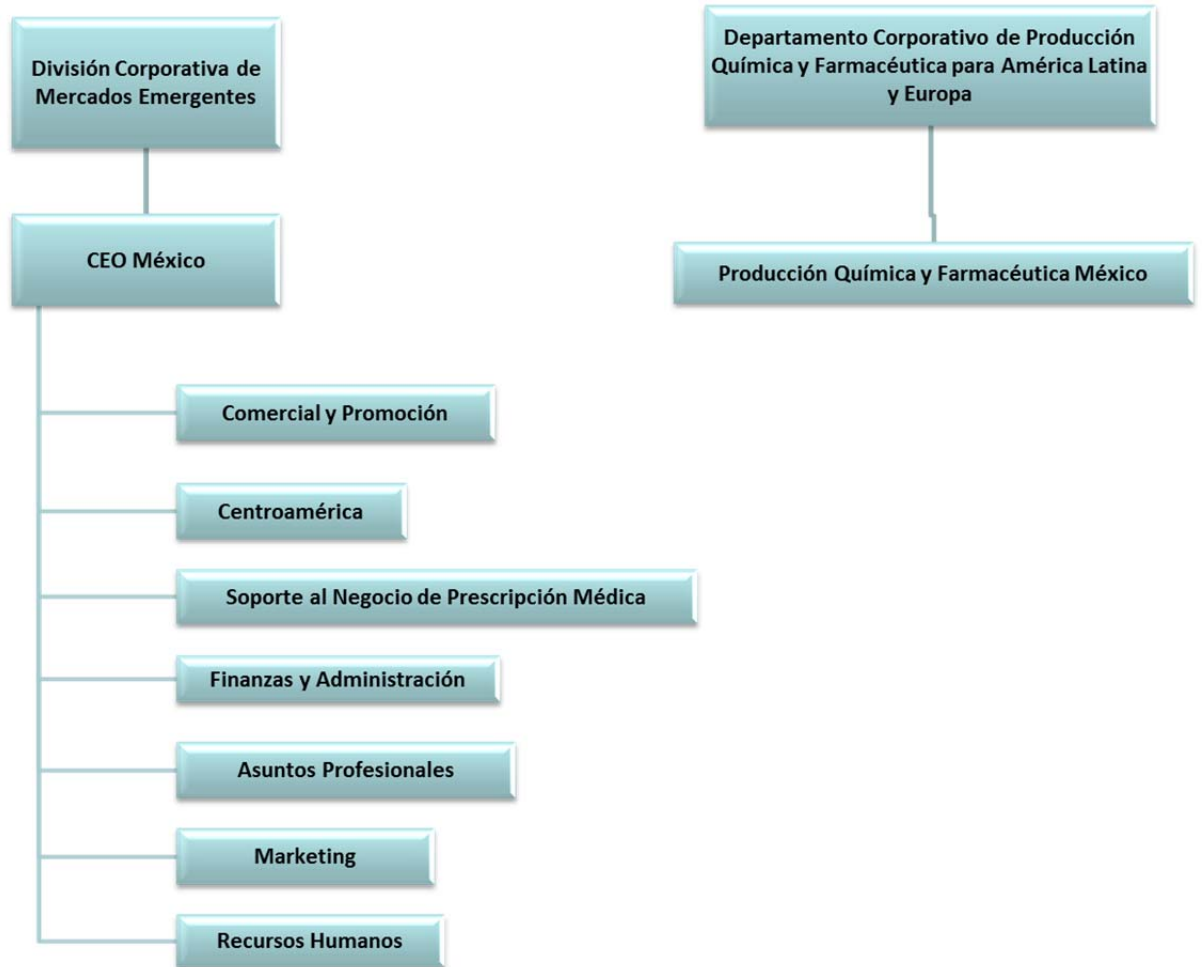 División Corporativa de
Mercados Emergentes
Departamento Corporativo de Producción
Química y Farmacéutica para América Latina
y Europa
CEO México
Producción Química y Farmacéutica México
Comercial y Promoción
Centroamérica
Soporte al Negocio de Prescripción Médica
Finanzas y Administración
Asuntos Profesionales
Marketing
Recursos Humanos